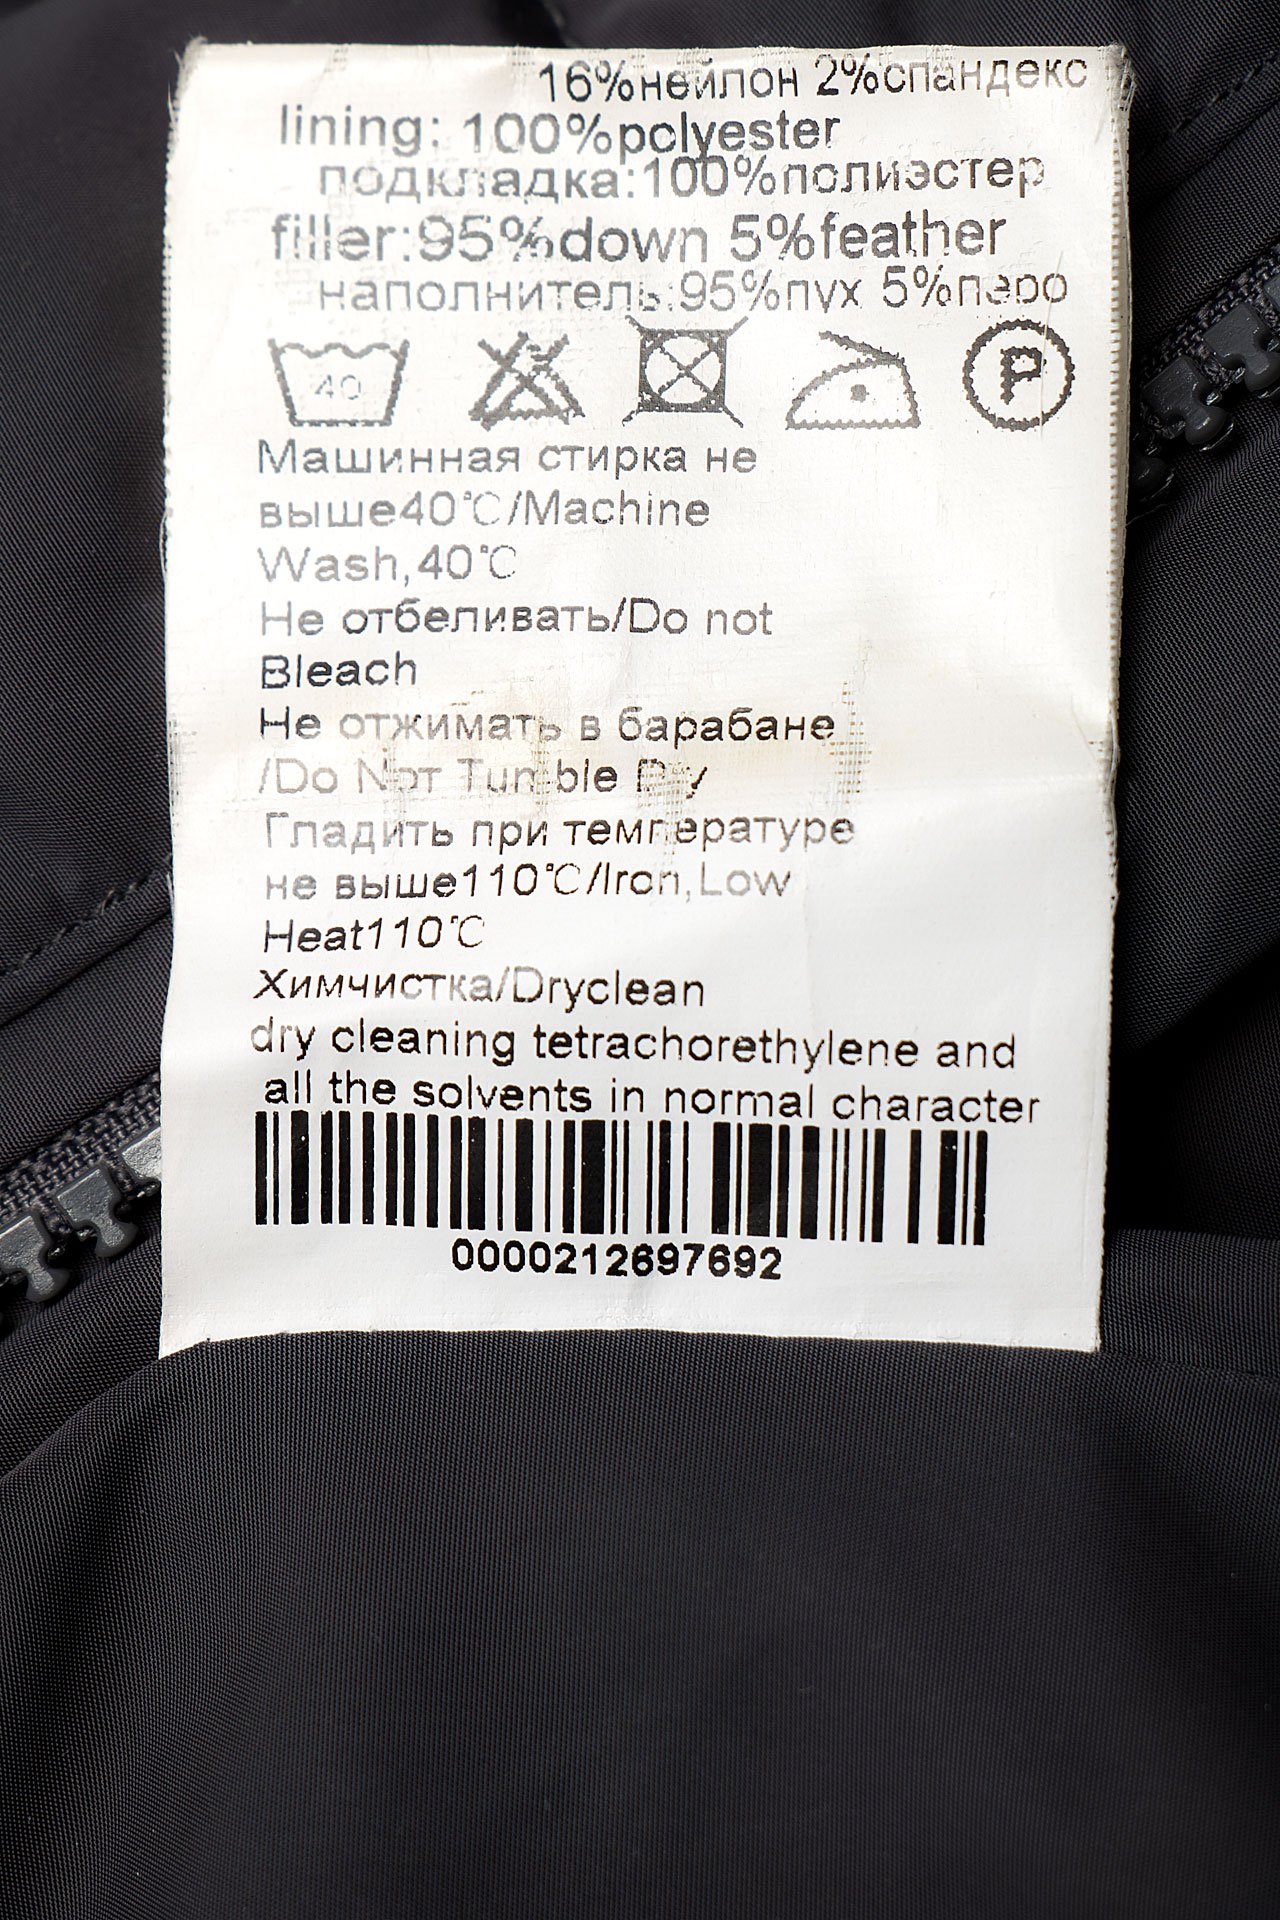 16%нейлон 2%спандекс
lining: 100%polyester
подкладка:100%полиэстер
filler:95%down 5%feather
наполнитель:95%пух 5%перо
40 P
Машинная стирка не
выше40℃/Machine
Wash,40℃
Не отбеливать/Do not
Bleach
Не отжимать в барабане
/Do Not Tumble Dry
Гладить при температуре
не выше110℃/Iron,Low
Heat110℃
Химчистка/Dryclean
dry cleaning tetrachorethylene and
all the solvents in normal character
0000212697692